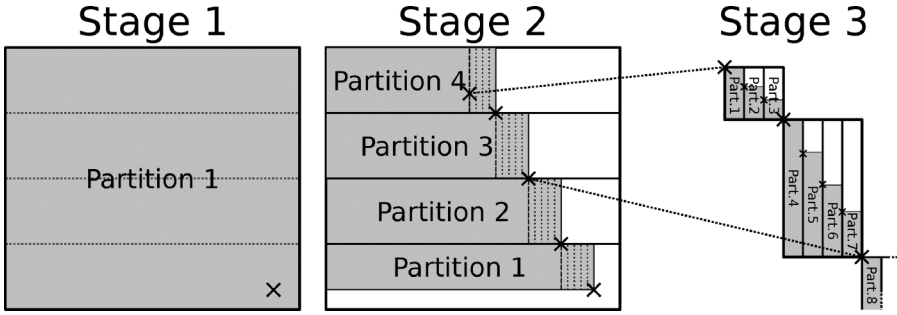 Stage 1
Partition 1
Stage 2
Partition 4
Partition 3
Partition 2
Partition 1
Stage 3
Part.1
Part.2
Part.3
Part.4
Part.5
Part.6
Part.7
Part.8